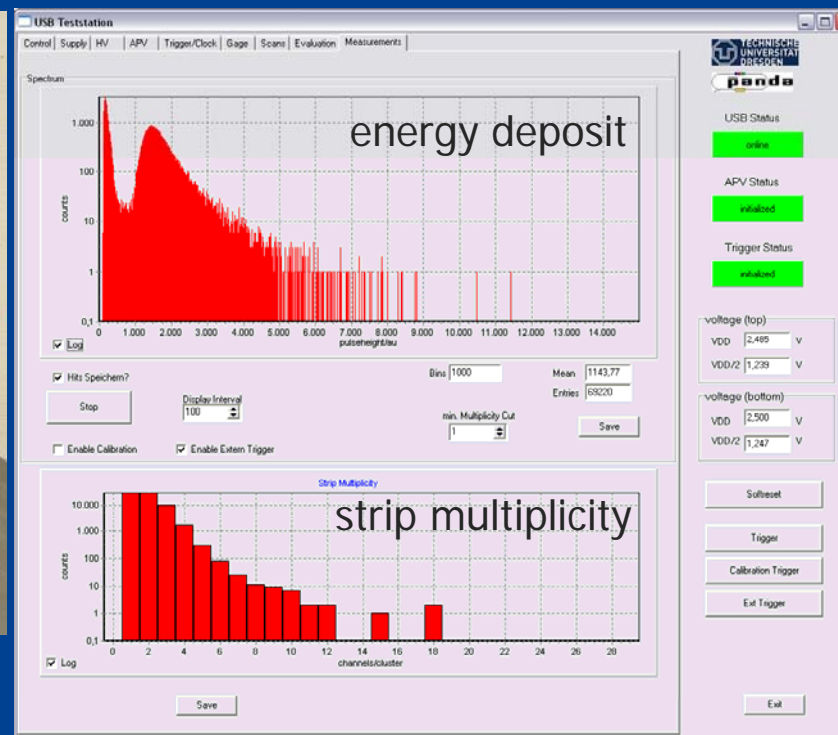 USB Teststation
Control Supply HV APV Trigger/Clock Gage Scans Evaluation Measurements
Spectrum
energy deposit
counts
1.000
100
10
1
0,1
0 1.000 2.000 3.000 4.000 5.000 6.000 7.000 8.000 9.000 10.000 11.000 12.000 13.000 14.000
pulseheight/au
Log
Hits Speichern?
Stop
Display Interval
100
Bins 1000
Mean 1143,77
Entries 69220
min. Multiplicity Cut
1
Save
Enable Calibration
Enable Extern Trigger
Strip Multiplicity
strip multiplicity
counts
10.000
1.000
100
10
1
0,1
0 2 4 6 8 10 12 14 16 18 20 22 24 26 28
channels/cluster
Log
Save
TECHNISCHE
UNIVERSITÄT
DRESDEN
panda
USB Status
online
APV Status
initialized
Trigger Status
initialized
voltage (top)
VDD 2,485 V
VDD/2 1,239 V
voltage (bottom)
VDD 2,500 V
VDD/2 1,247 V
Softreset
Trigger
Calibration Trigger
Ext Trigger
Exit